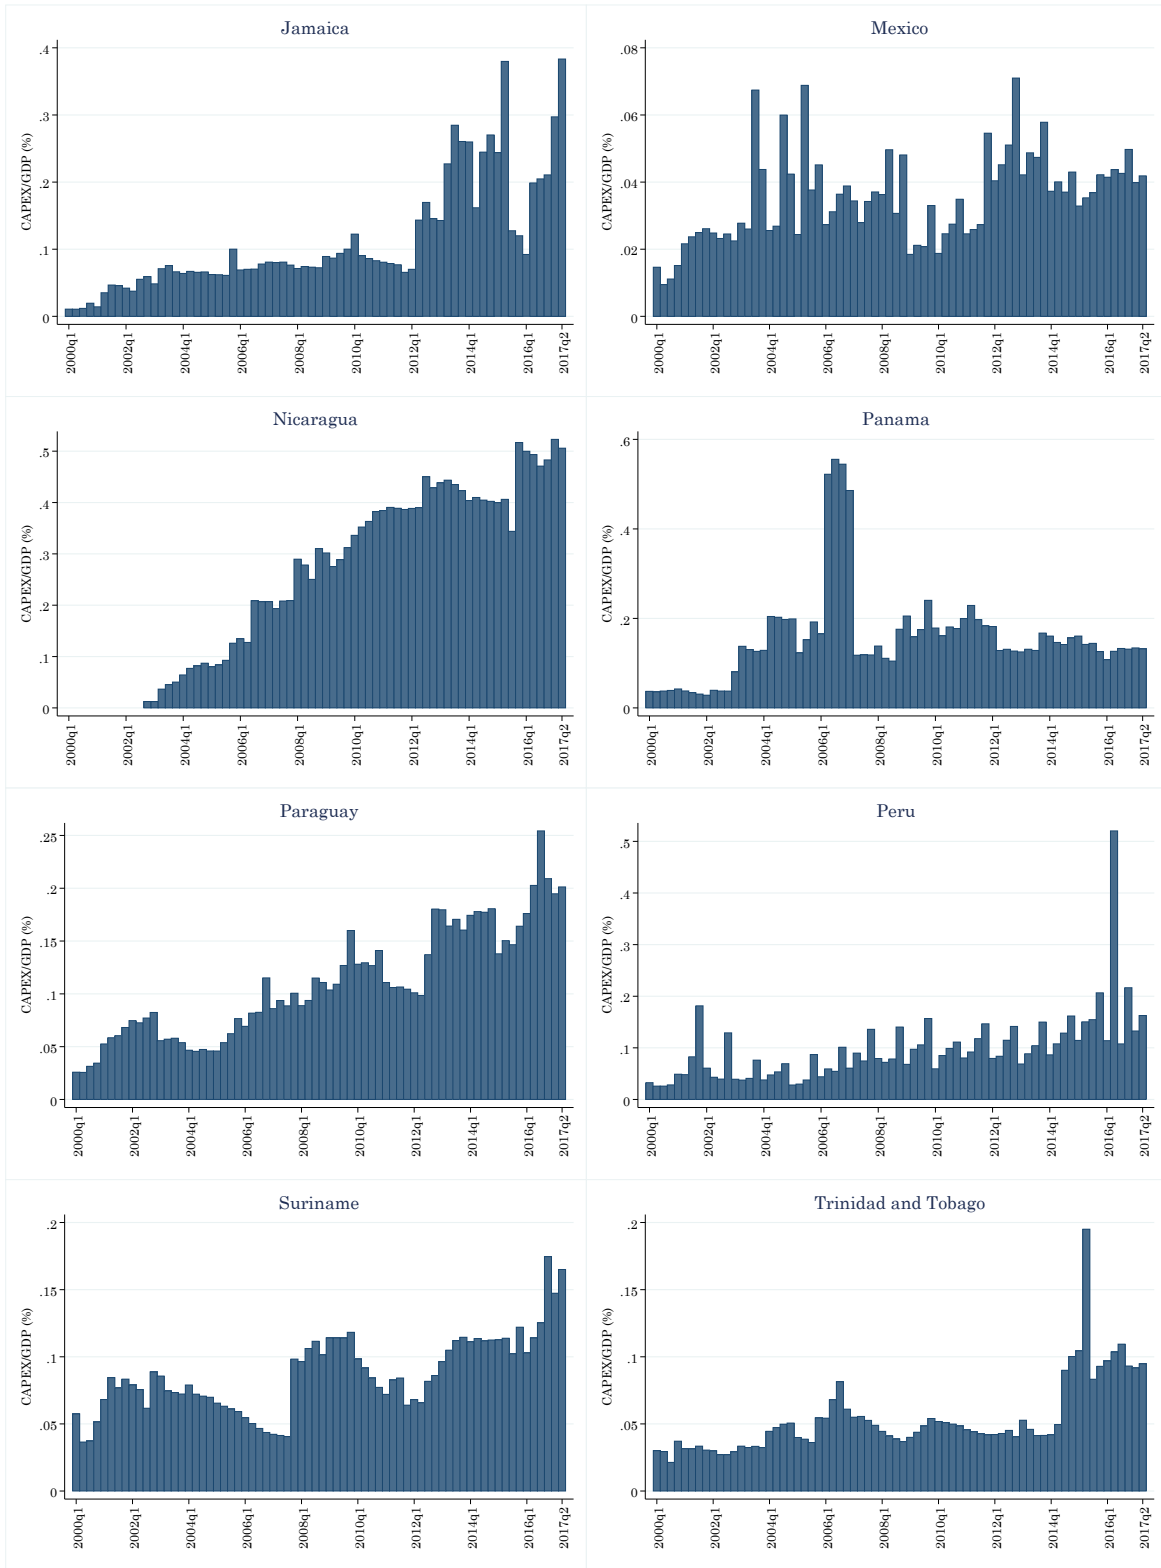 Jamaica
CAPEX/GDP (%)
.4
.3
.2
.1
0
2000q1
2002q1
2004q1
2006q1
2008q1
2010q1
2012q1
2014q1
2016q1
2017q2
Mexico
CAPEX/GDP (%)
.08
.06
.04
.02
0
2000q1
2002q1
2004q1
2006q1
2008q1
2010q1
2012q1
2014q1
2016q1
2017q2
Nicaragua
CAPEX/GDP (%)
.5
.4
.3
.2
.1
0
2000q1
2002q1
2004q1
2006q1
2008q1
2010q1
2012q1
2014q1
2016q1
2017q2
Panama
CAPEX/GDP (%)
.6
.4
.2
0
2000q1
2002q1
2004q1
2006q1
2008q1
2010q1
2012q1
2014q1
2016q1
2017q2
Paraguay
CAPEX/GDP (%)
.25
.2
.15
.1
.05
0
2000q1
2002q1
2004q1
2006q1
2008q1
2010q1
2012q1
2014q1
2016q1
2017q2
Peru
CAPEX/GDP (%)
.5
.4
.3
.2
.1
0
2000q1
2002q1
2004q1
2006q1
2008q1
2010q1
2012q1
2014q1
2016q1
2017q2
Suriname
CAPEX/GDP (%)
.2
.15
.1
.05
0
2000q1
2002q1
2004q1
2006q1
2008q1
2010q1
2012q1
2014q1
2016q1
2017q2
Trinidad and Tobago
CAPEX/GDP (%)
.2
.15
.1
.05
0
2000q1
2002q1
2004q1
2006q1
2008q1
2010q1
2012q1
2014q1
2016q1
2017q2